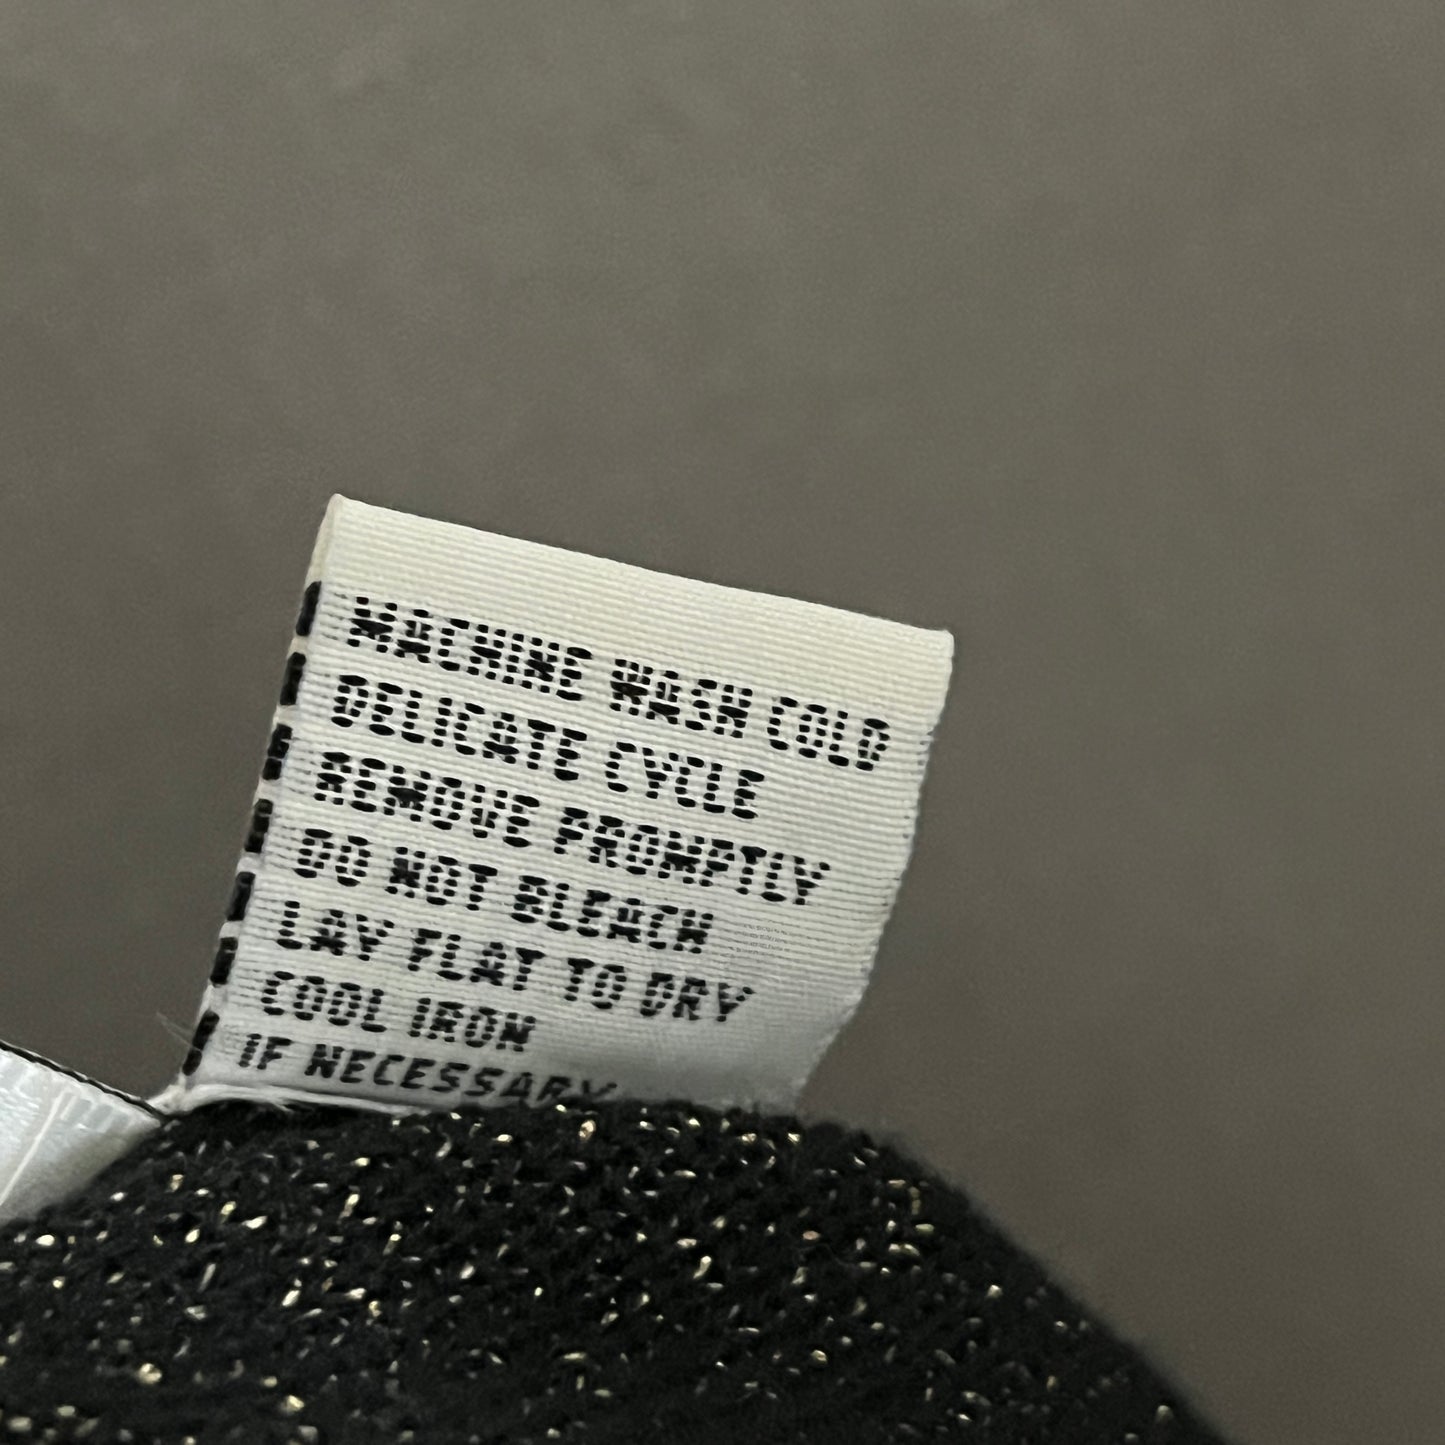 MACHINE WASH COLD
DELICATE CYCLE
REMOVE PROMPTLY
DO NOT BLEACH
LAY FLAT TO DRY
COOL IRON
IF NECESSARY